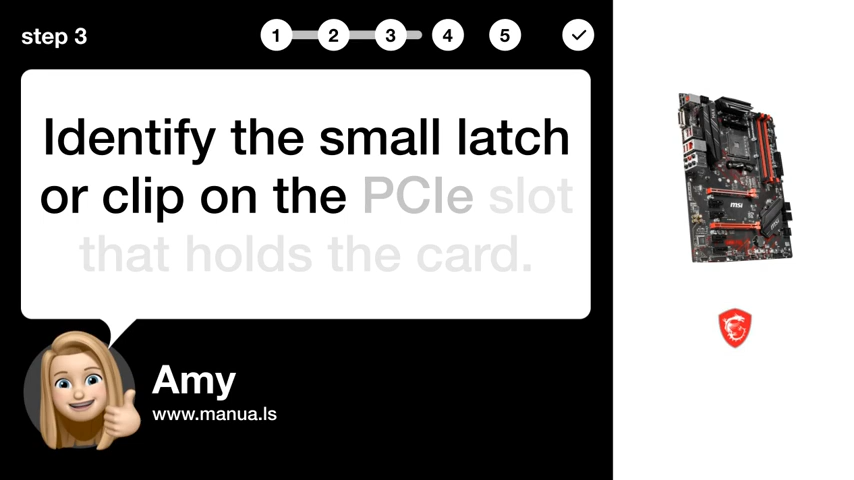 step 3
1 2 3 4 5
Identify the small latch
or clip on the PCIe slot
that holds the card.
Amy
www.manua.ls
msi